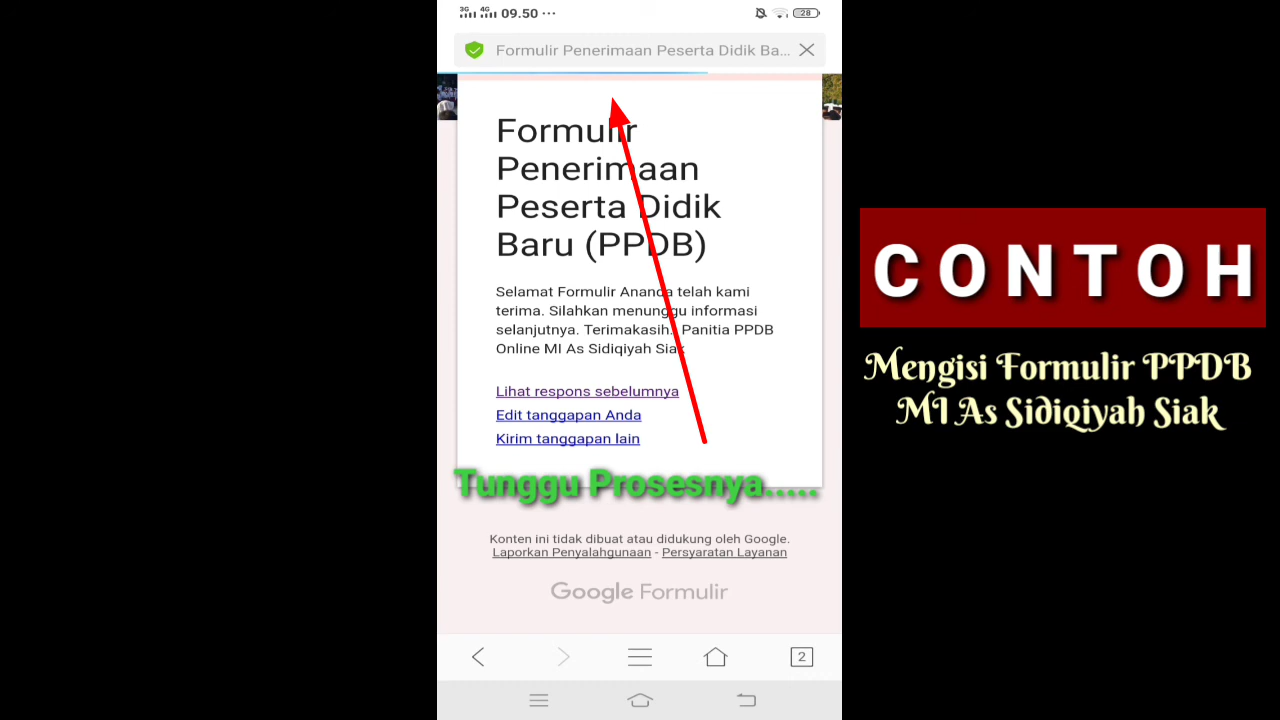 3G 4G 09.50 ... 28
Formulir Penerimaan Peserta Didik Ba...
Formulir
Penerimaan
Peserta Didik
Baru (PPDB)
Selamat Formulir Ananda telah kami
terima. Silahkan menunggu informasi
selanjutnya. Terimakasih. Panitia PPDB
Online MI As Sidiqiyah Siak
Lihat respons sebelumnya
Edit tanggapan Anda
Kirim tanggapan lain
Tunggu Prosesnya.....
Konten ini tidak dibuat atau didukung oleh Google.
Laporkan Penyalahgunaan - Persyaratan Layanan
Google Formulir
2
CONTOH
Mengisi Formulir PPDB
MI As Sidiqiyah Siak